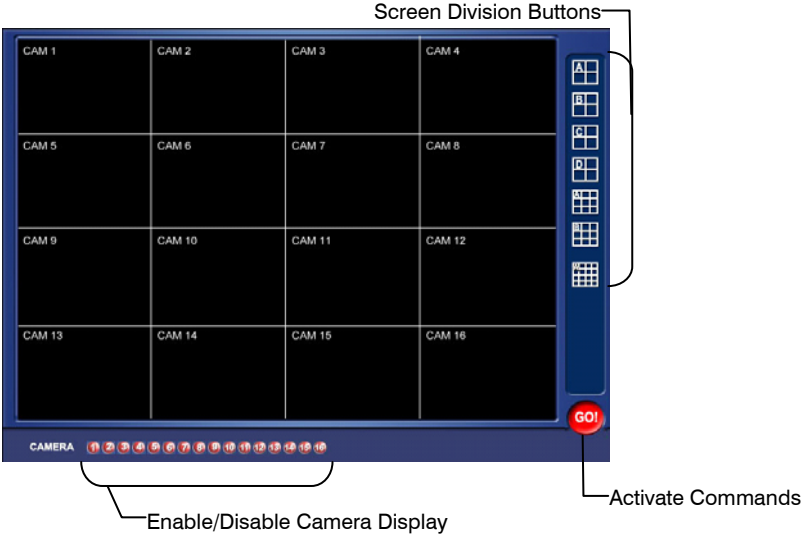 Screen Division Buttons
CAM 1 CAM 2 CAM 3 CAM 4
A
B
CAM 5 CAM 6 CAM 7 CAM 8
C
D
A
B
CAM 9 CAM 10 CAM 11 CAM 12
CAM 13 CAM 14 CAM 15 CAM 16
GO!
CAMERA 1 2 3 4 5 6 7 8 9 10 11 12 13 14 15 16
Activate Commands
Enable/Disable Camera Display